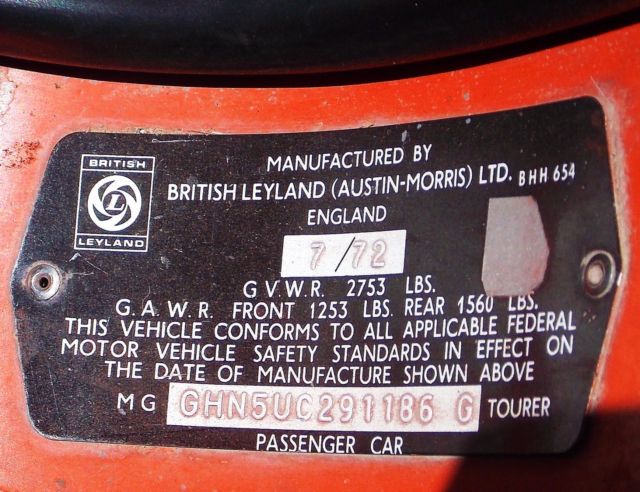 BRITISH
L
LEYLAND
MANUFACTURED BY
BRITISH LEYLAND (AUSTIN-MORRIS) LTD. BHH 654
ENGLAND
7/72
G.V.W.R. 2753 LBS.
G.A.W.R. FRONT 1253 LBS. REAR 1560 LBS.
THIS VEHICLE CONFORMS TO ALL APPLICABLE FEDERAL
MOTOR VEHICLE SAFETY STANDARDS IN EFFECT ON
THE DATE OF MANUFACTURE SHOWN ABOVE
MG GHN5UC291186 G TOURER
PASSENGER CAR